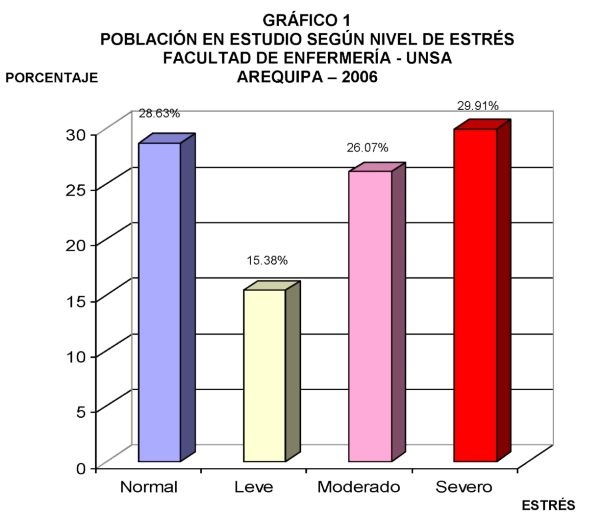 GRÁFICO 1
POBLACIÓN EN ESTUDIO SEGÚN NIVEL DE ESTRÉS
FACULTAD DE ENFERMERÍA - UNSA
AREQUIPA – 2006
PORCENTAJE
28.63%
15.38%
26.07%
29.91%
30
25
20
15
10
5
0
Normal Leve Moderado Severo
ESTRÉS